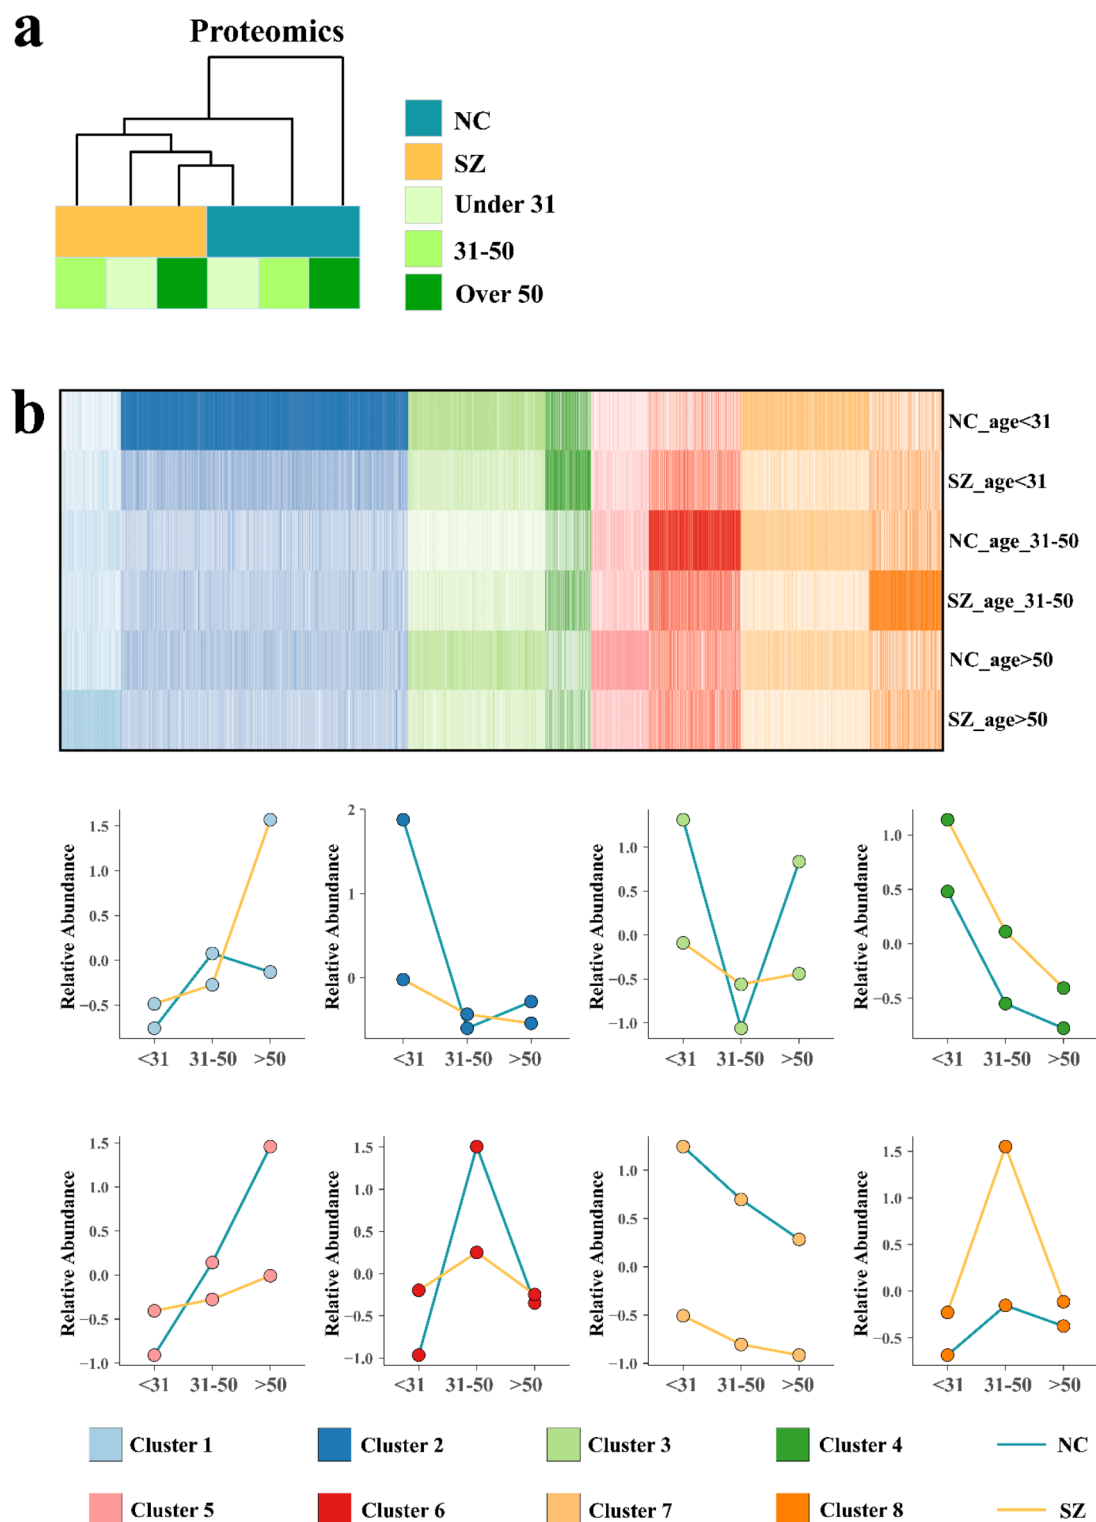 a
Proteomics
NC
SZ
Under 31
31-50
Over 50
b
NC_age<31
SZ_age<31
NC_age_31-50
SZ_age_31-50
NC_age>50
SZ_age>50
Relative Abundance
1.5
1.0
0.5
0.0
−0.5
<31 31-50 >50
Relative Abundance
2
1
0
<31 31-50 >50
Relative Abundance
1.0
0.5
0.0
−0.5
−1.0
<31 31-50 >50
Relative Abundance
1.0
0.5
0.0
−0.5
<31 31-50 >50
Relative Abundance
1.5
1.0
0.5
0.0
−0.5
−1.0
<31 31-50 >50
Relative Abundance
1.5
1.0
0.5
0.0
−0.5
−1.0
<31 31-50 >50
Relative Abundance
1.0
0.5
0.0
−0.5
−1.0
<31 31-50 >50
Relative Abundance
1.5
1.0
0.5
0.0
−0.5
<31 31-50 >50
Cluster 1 Cluster 2 Cluster 3 Cluster 4 NC
Cluster 5 Cluster 6 Cluster 7 Cluster 8 SZ